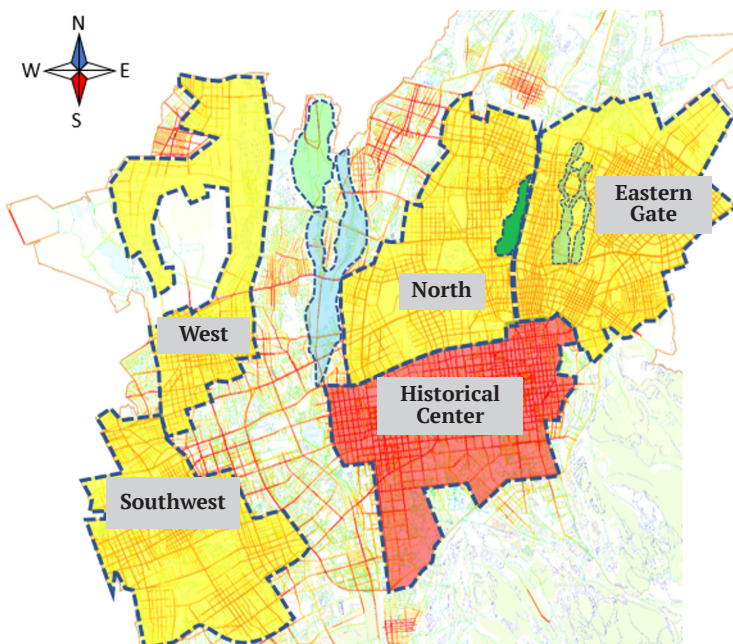 N
W E
S
Eastern
Gate
North
West
Historical
Center
Southwest